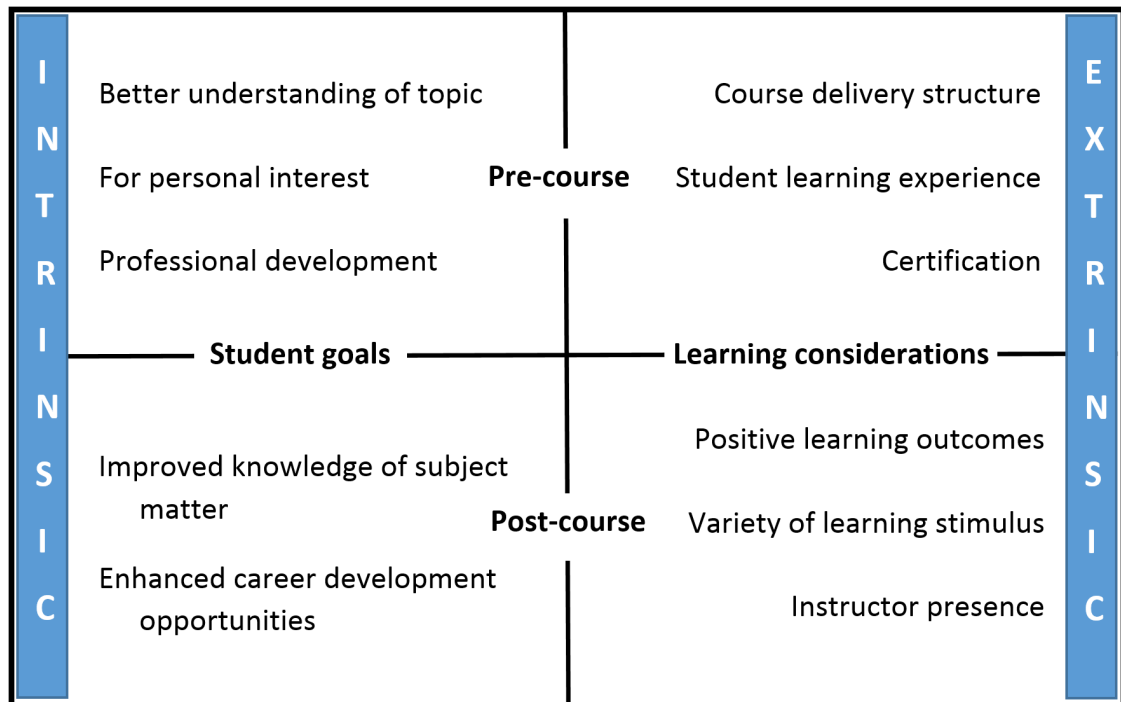 INTRINSIC
Better understanding of topic
For personal interest
Professional development
Pre-course
Course delivery structure
Student learning experience
Certification
EXTRINSIC
Student goals
Learning considerations
Improved knowledge of subject
matter
Enhanced career development
opportunities
Post-course
Positive learning outcomes
Variety of learning stimulus
Instructor presence